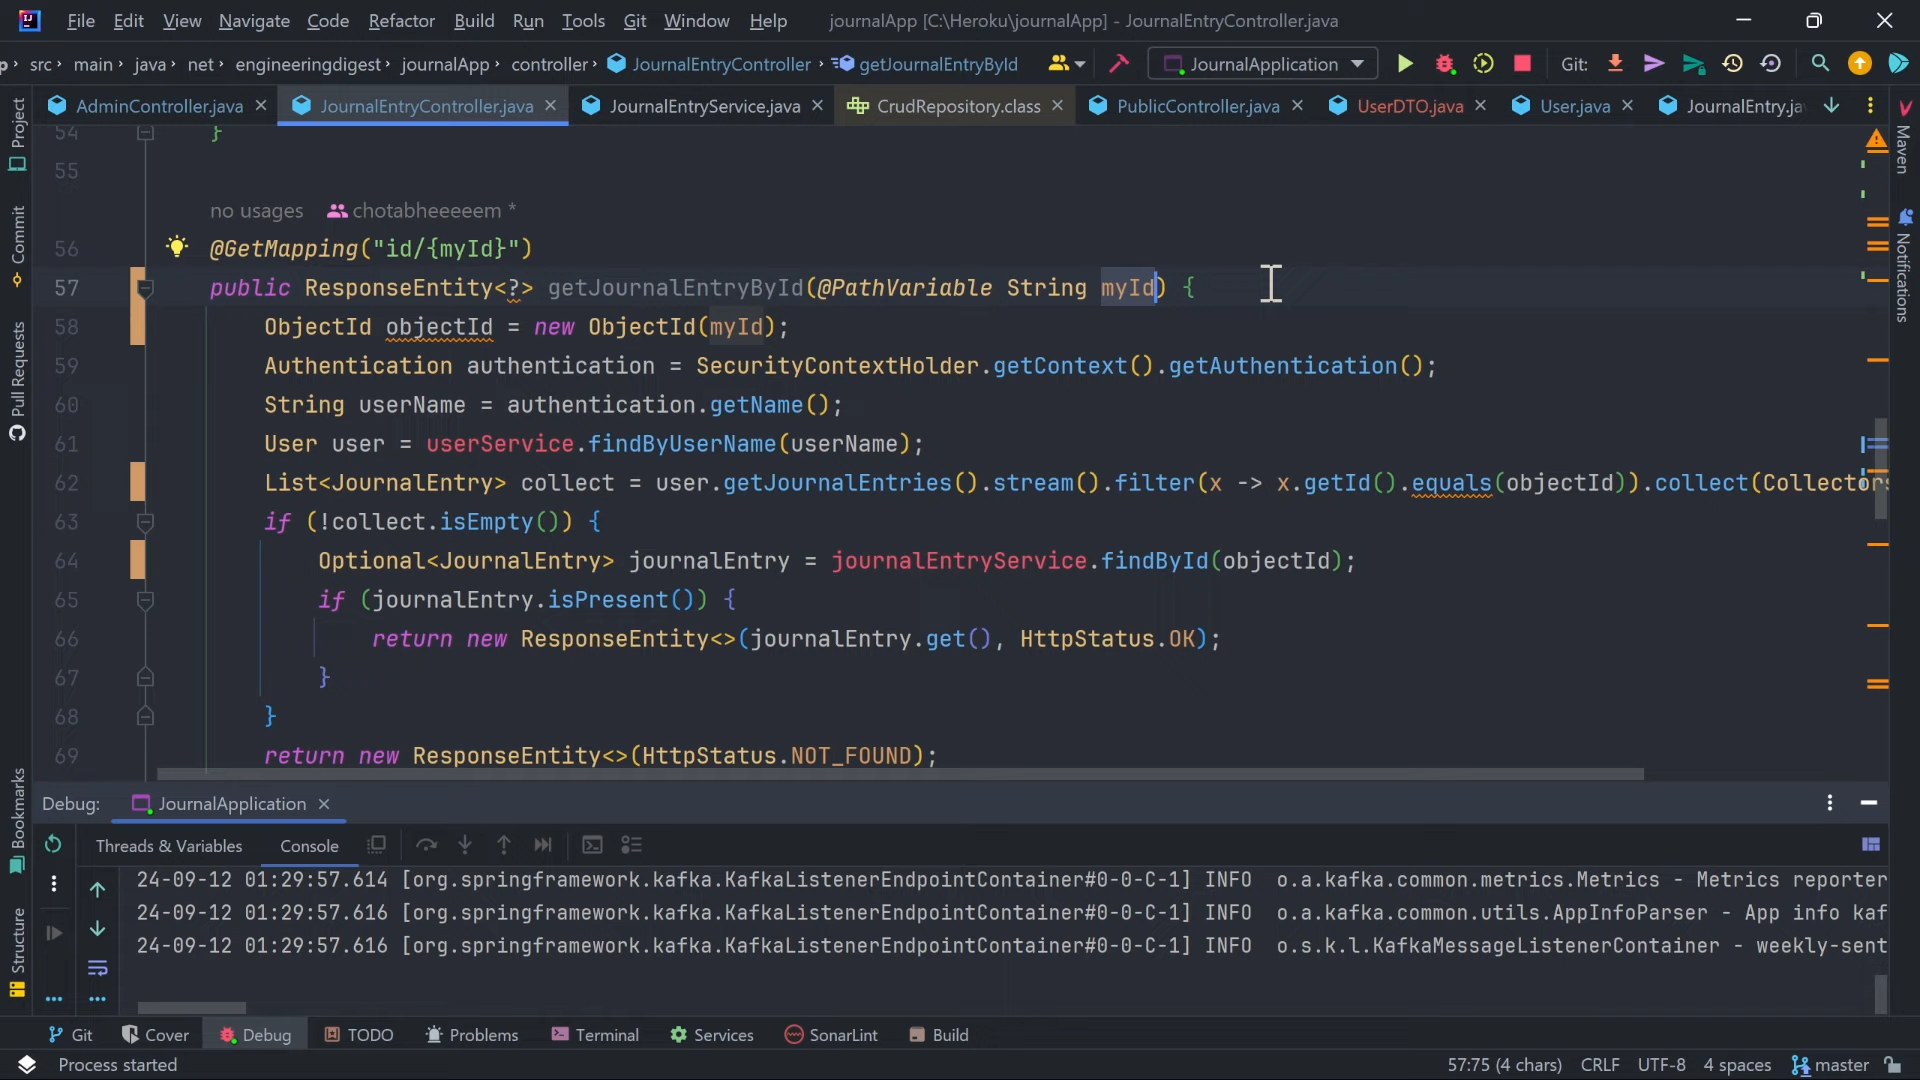 File Edit View Navigate Code Refactor Build Run Tools Git Window Help journalApp [C:\Heroku\journalApp] - JournalEntryController.java
p › src › main › java › net › engineeringdigest › journalApp › controller › JournalEntryController › getJournalEntryById JournalApplication Git:
AdminController.java JournalEntryController.java JournalEntryService.java CrudRepository.class PublicController.java UserDTO.java User.java JournalEntry.ja
Project
Commit
Pull Requests
Bookmarks
Structure
Maven
Notifications
54 }
55
no usages chotabheeeeem *
56 @GetMapping("id/{myId}")
57 public ResponseEntity<?> getJournalEntryById(@PathVariable String myId) {
58 ObjectId objectId = new ObjectId(myId);
59 Authentication authentication = SecurityContextHolder.getContext().getAuthentication();
60 String userName = authentication.getName();
61 User user = userService.findByUserName(userName);
62 List<JournalEntry> collect = user.getJournalEntries().stream().filter(x -> x.getId().equals(objectId)).collect(Collectors
63 if (!collect.isEmpty()) {
64 Optional<JournalEntry> journalEntry = journalEntryService.findById(objectId);
65 if (journalEntry.isPresent()) {
66 return new ResponseEntity<>(journalEntry.get(), HttpStatus.OK);
67 }
68 }
69 return new ResponseEntity<>(HttpStatus.NOT_FOUND);
Debug: JournalApplication
Threads & Variables Console
24-09-12 01:29:57.614 [org.springframework.kafka.KafkaListenerEndpointContainer#0-0-C-1] INFO o.a.kafka.common.metrics.Metrics - Metrics reporter
24-09-12 01:29:57.616 [org.springframework.kafka.KafkaListenerEndpointContainer#0-0-C-1] INFO o.a.kafka.common.utils.AppInfoParser - App info kaf
24-09-12 01:29:57.616 [org.springframework.kafka.KafkaListenerEndpointContainer#0-0-C-1] INFO o.s.k.l.KafkaMessageListenerContainer - weekly-sent
Git Cover Debug TODO Problems Terminal Services SonarLint Build
Process started 57:75 (4 chars) CRLF UTF-8 4 spaces master